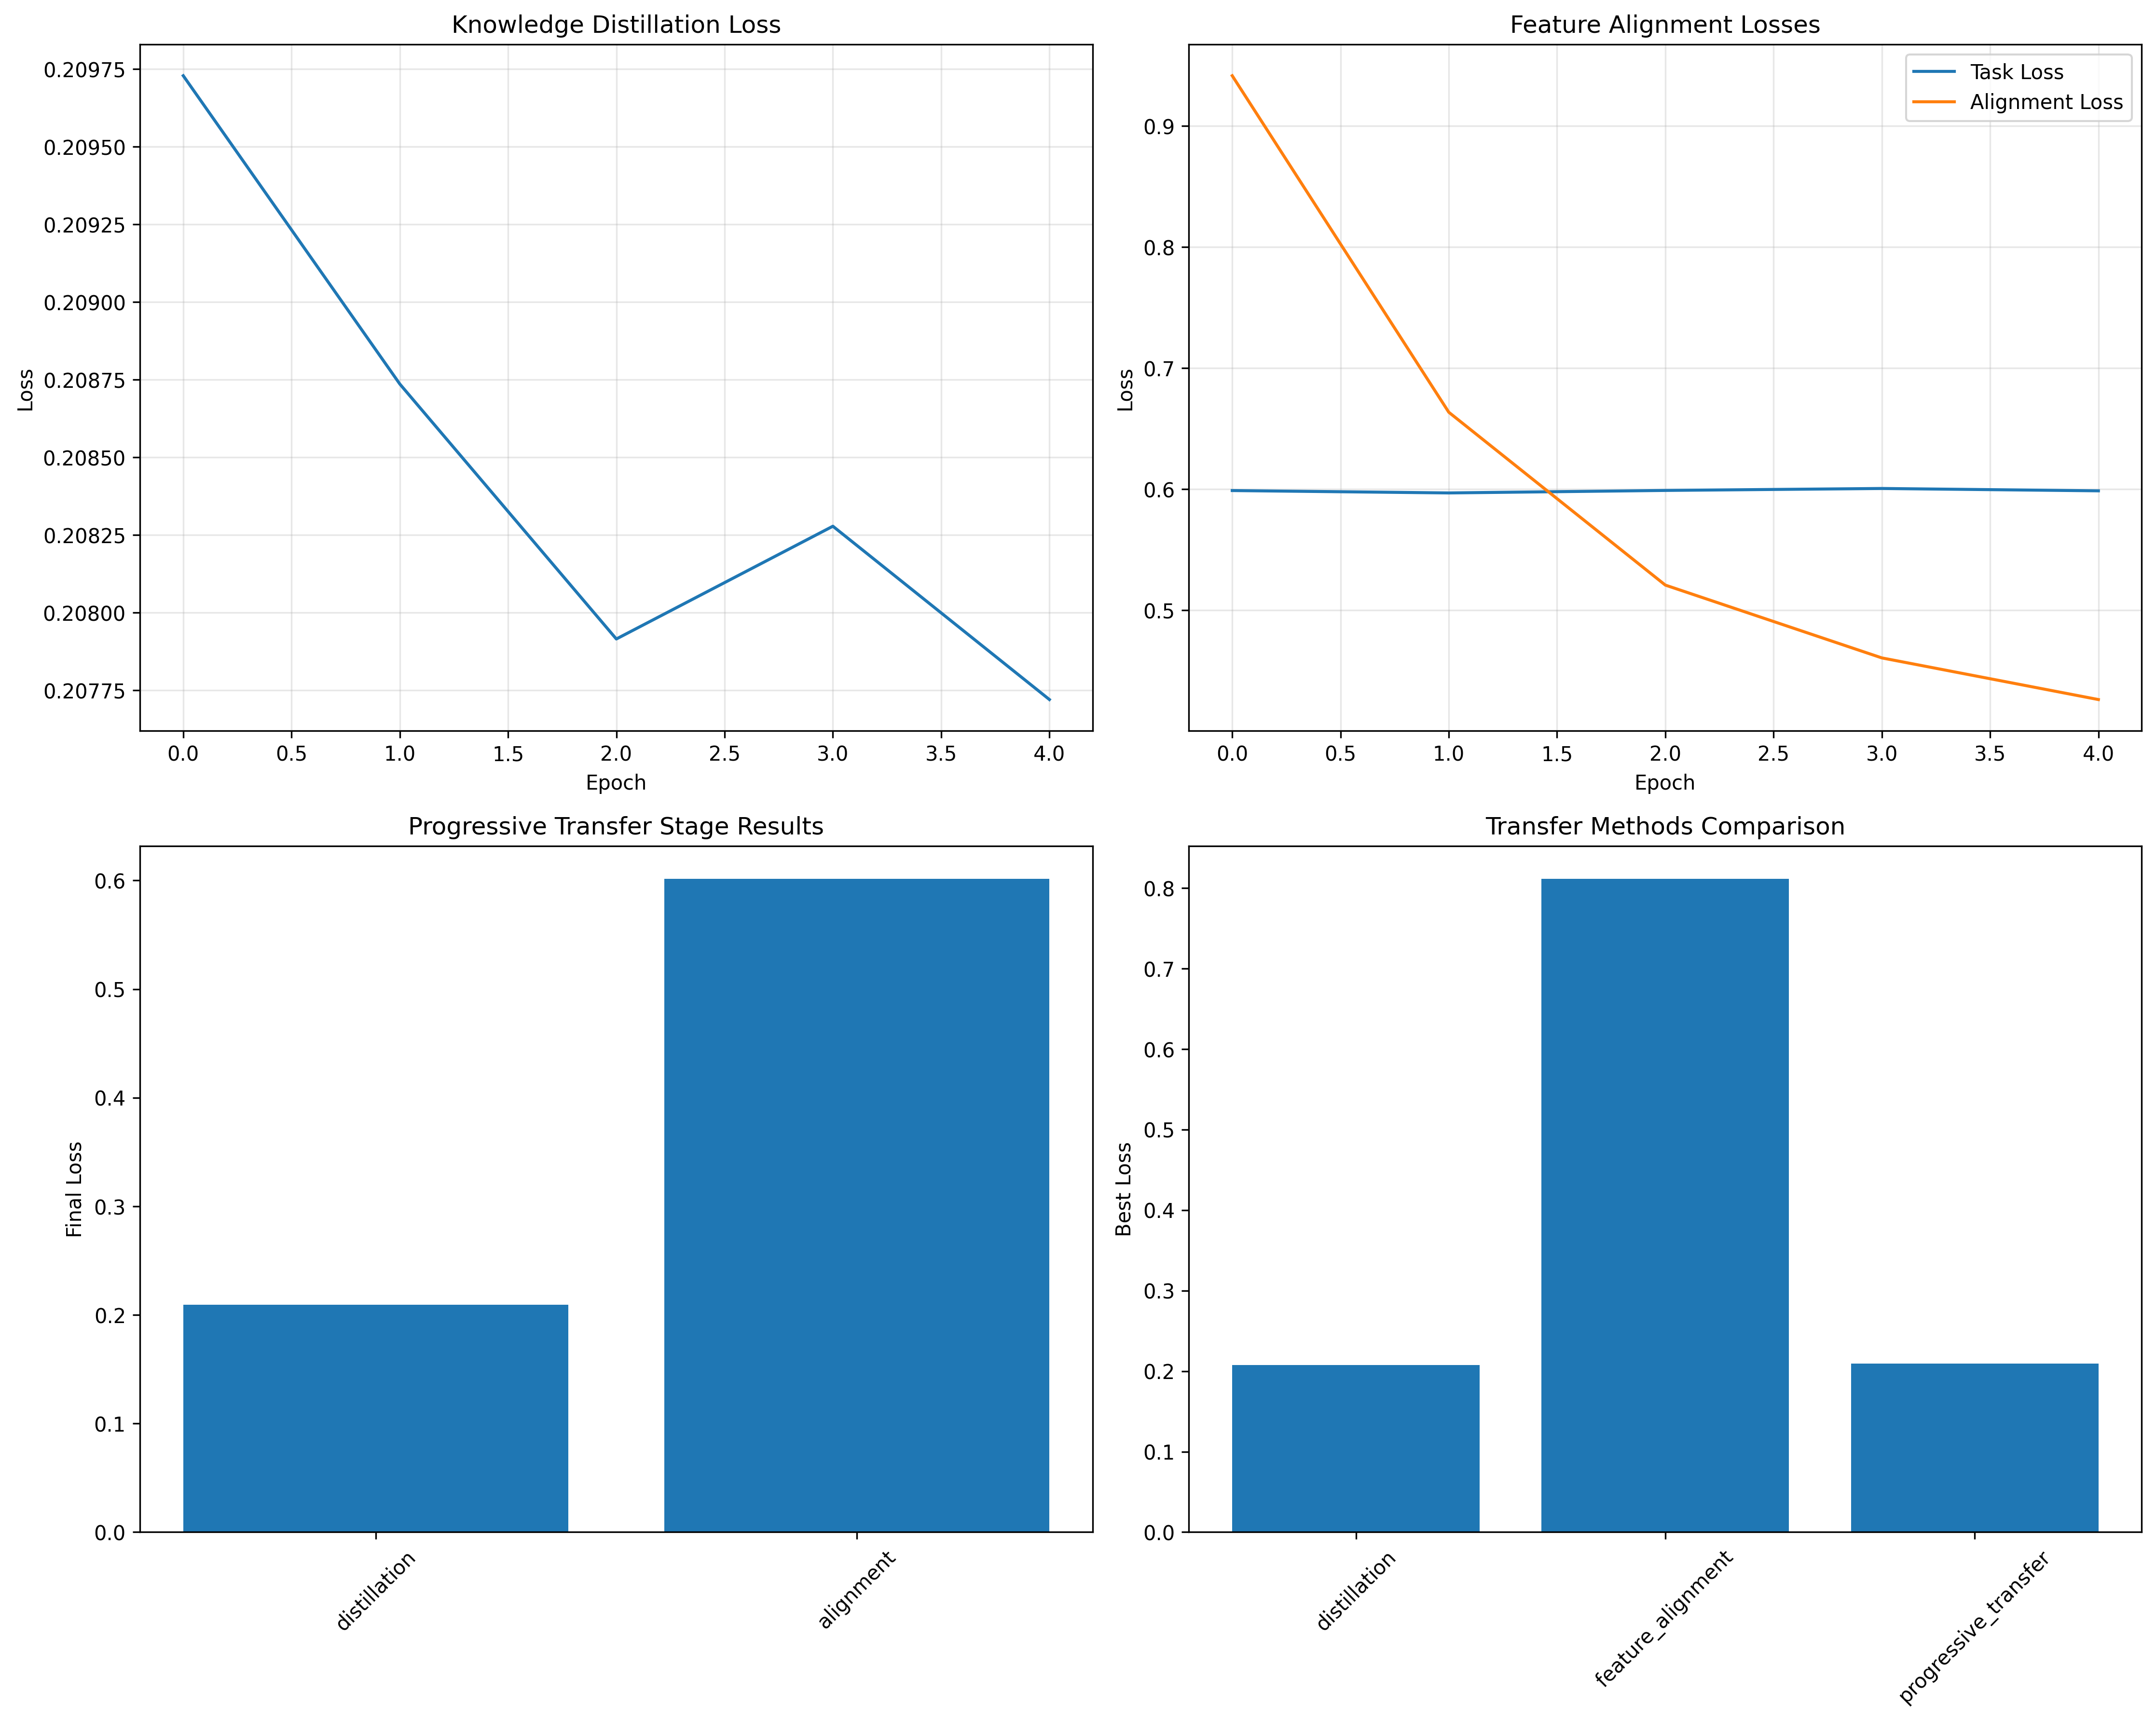 Knowledge Distillation Loss
0.20975
0.20950
0.20925
0.20900
0.20875
0.20850
0.20825
0.20800
0.20775
Loss
0.0 0.5 1.0 1.5 2.0 2.5 3.0 3.5 4.0
Epoch
Feature Alignment Losses
Task Loss
Alignment Loss
0.9
0.8
0.7
0.6
0.5
Loss
0.0 0.5 1.0 1.5 2.0 2.5 3.0 3.5 4.0
Epoch
Progressive Transfer Stage Results
0.6
0.5
0.4
0.3
0.2
0.1
0.0
Final Loss
distillation
alignment
Transfer Methods Comparison
0.8
0.7
0.6
0.5
0.4
0.3
0.2
0.1
0.0
Best Loss
distillation
feature_alignment
progressive_transfer